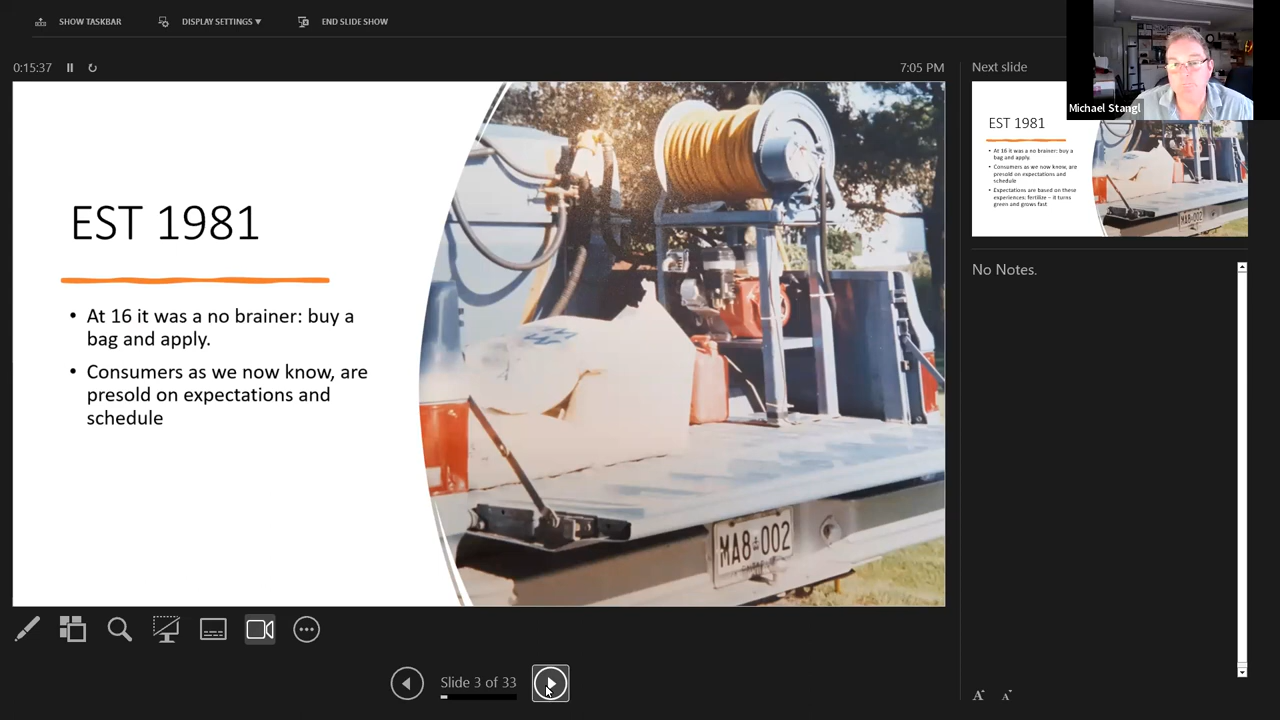 SHOW TASKBAR
DISPLAY SETTINGS ▼
END SLIDE SHOW
0:15:37
7:05 PM
EST 1981
• At 16 it was a no brainer: buy a
bag and apply.
• Consumers as we now know, are
presold on expectations and
schedule
MA8 002
Slide 3 of 33
Next slide
Michael Stangl
EST 1981
• At 16 it was a no brainer: buy a
bag and apply.
• Consumers as we now know, are
presold on expectations and
schedule
• Expectations are based on these
experiences: fertilize – it turns
green and grows fast
MA8 002
No Notes.
A
A